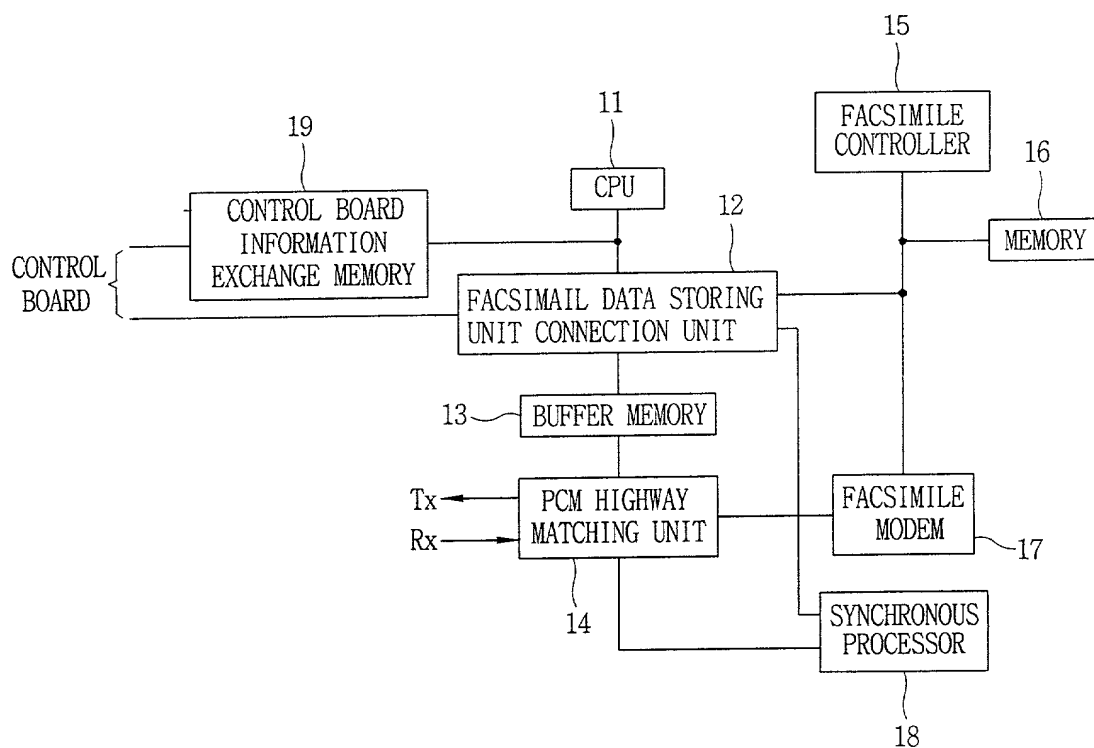 15
FACSIMILE
CONTROLLER
11
19
CPU
16
MEMORY
CONTROL BOARD
INFORMATION
EXCHANGE MEMORY
12
CONTROL
BOARD
FACSIMAIL DATA STORING
UNIT CONNECTION UNIT
13
BUFFER MEMORY
Tx
Rx
PCM HIGHWAY
MATCHING UNIT
14
FACSIMILE
MODEM
17
SYNCHRONOUS
PROCESSOR
18